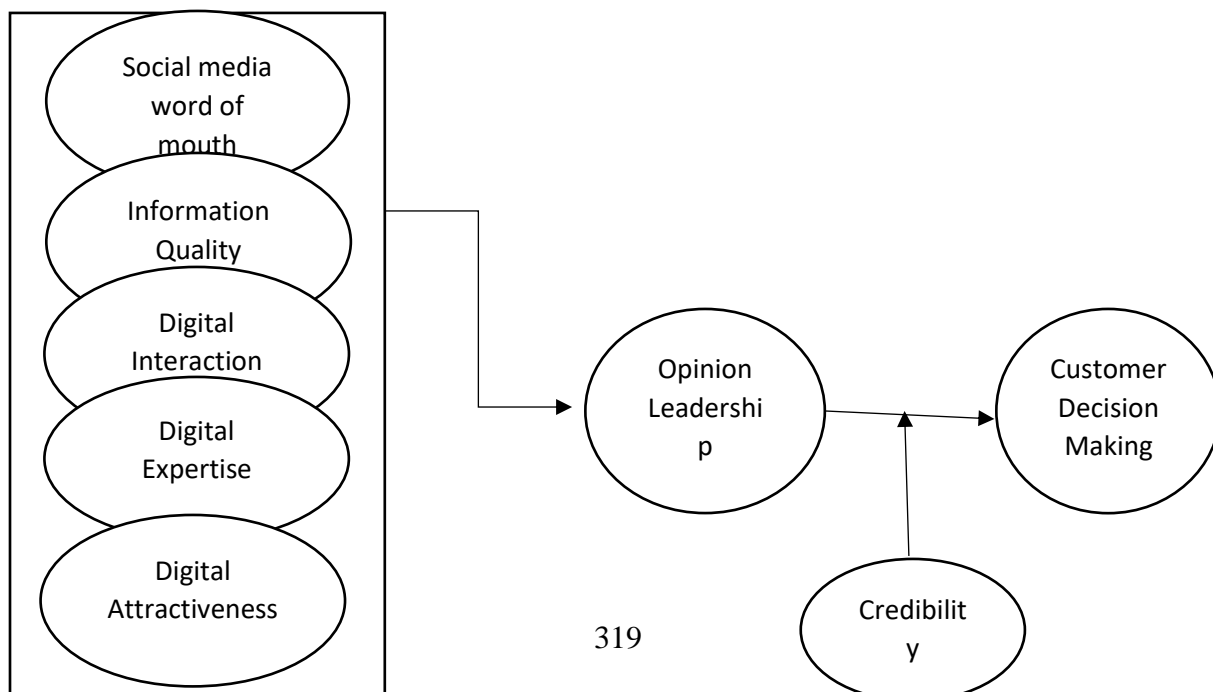 Social media
word of
mouth
Information
Quality
Digital
Interaction
Digital
Expertise
Digital
Attractiveness
Opinion
Leadershi
p
Customer
Decision
Making
Credibilit
y
319